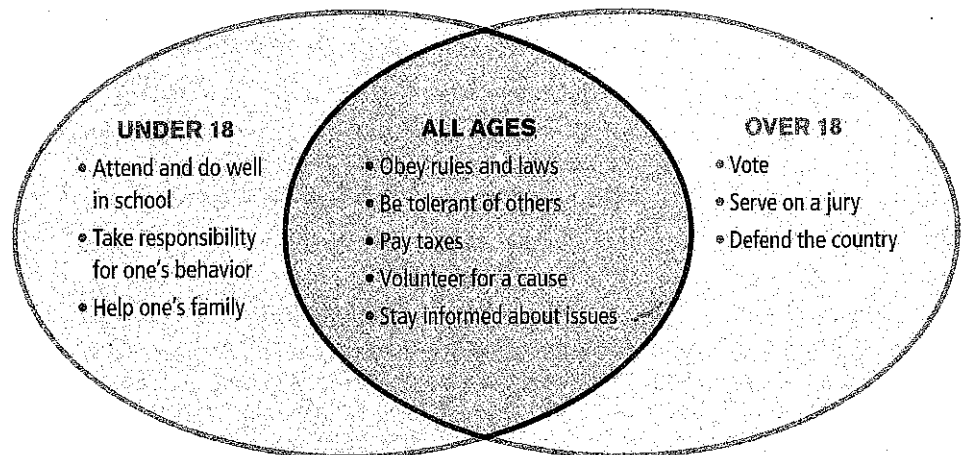 UNDER 18
• Attend and do well
in school
• Take responsibility
for one's behavior
• Help one's family
ALL AGES
• Obey rules and laws
• Be tolerant of others
• Pay taxes
• Volunteer for a cause
• Stay informed about issues
OVER 18
• Vote
• Serve on a jury
• Defend the country